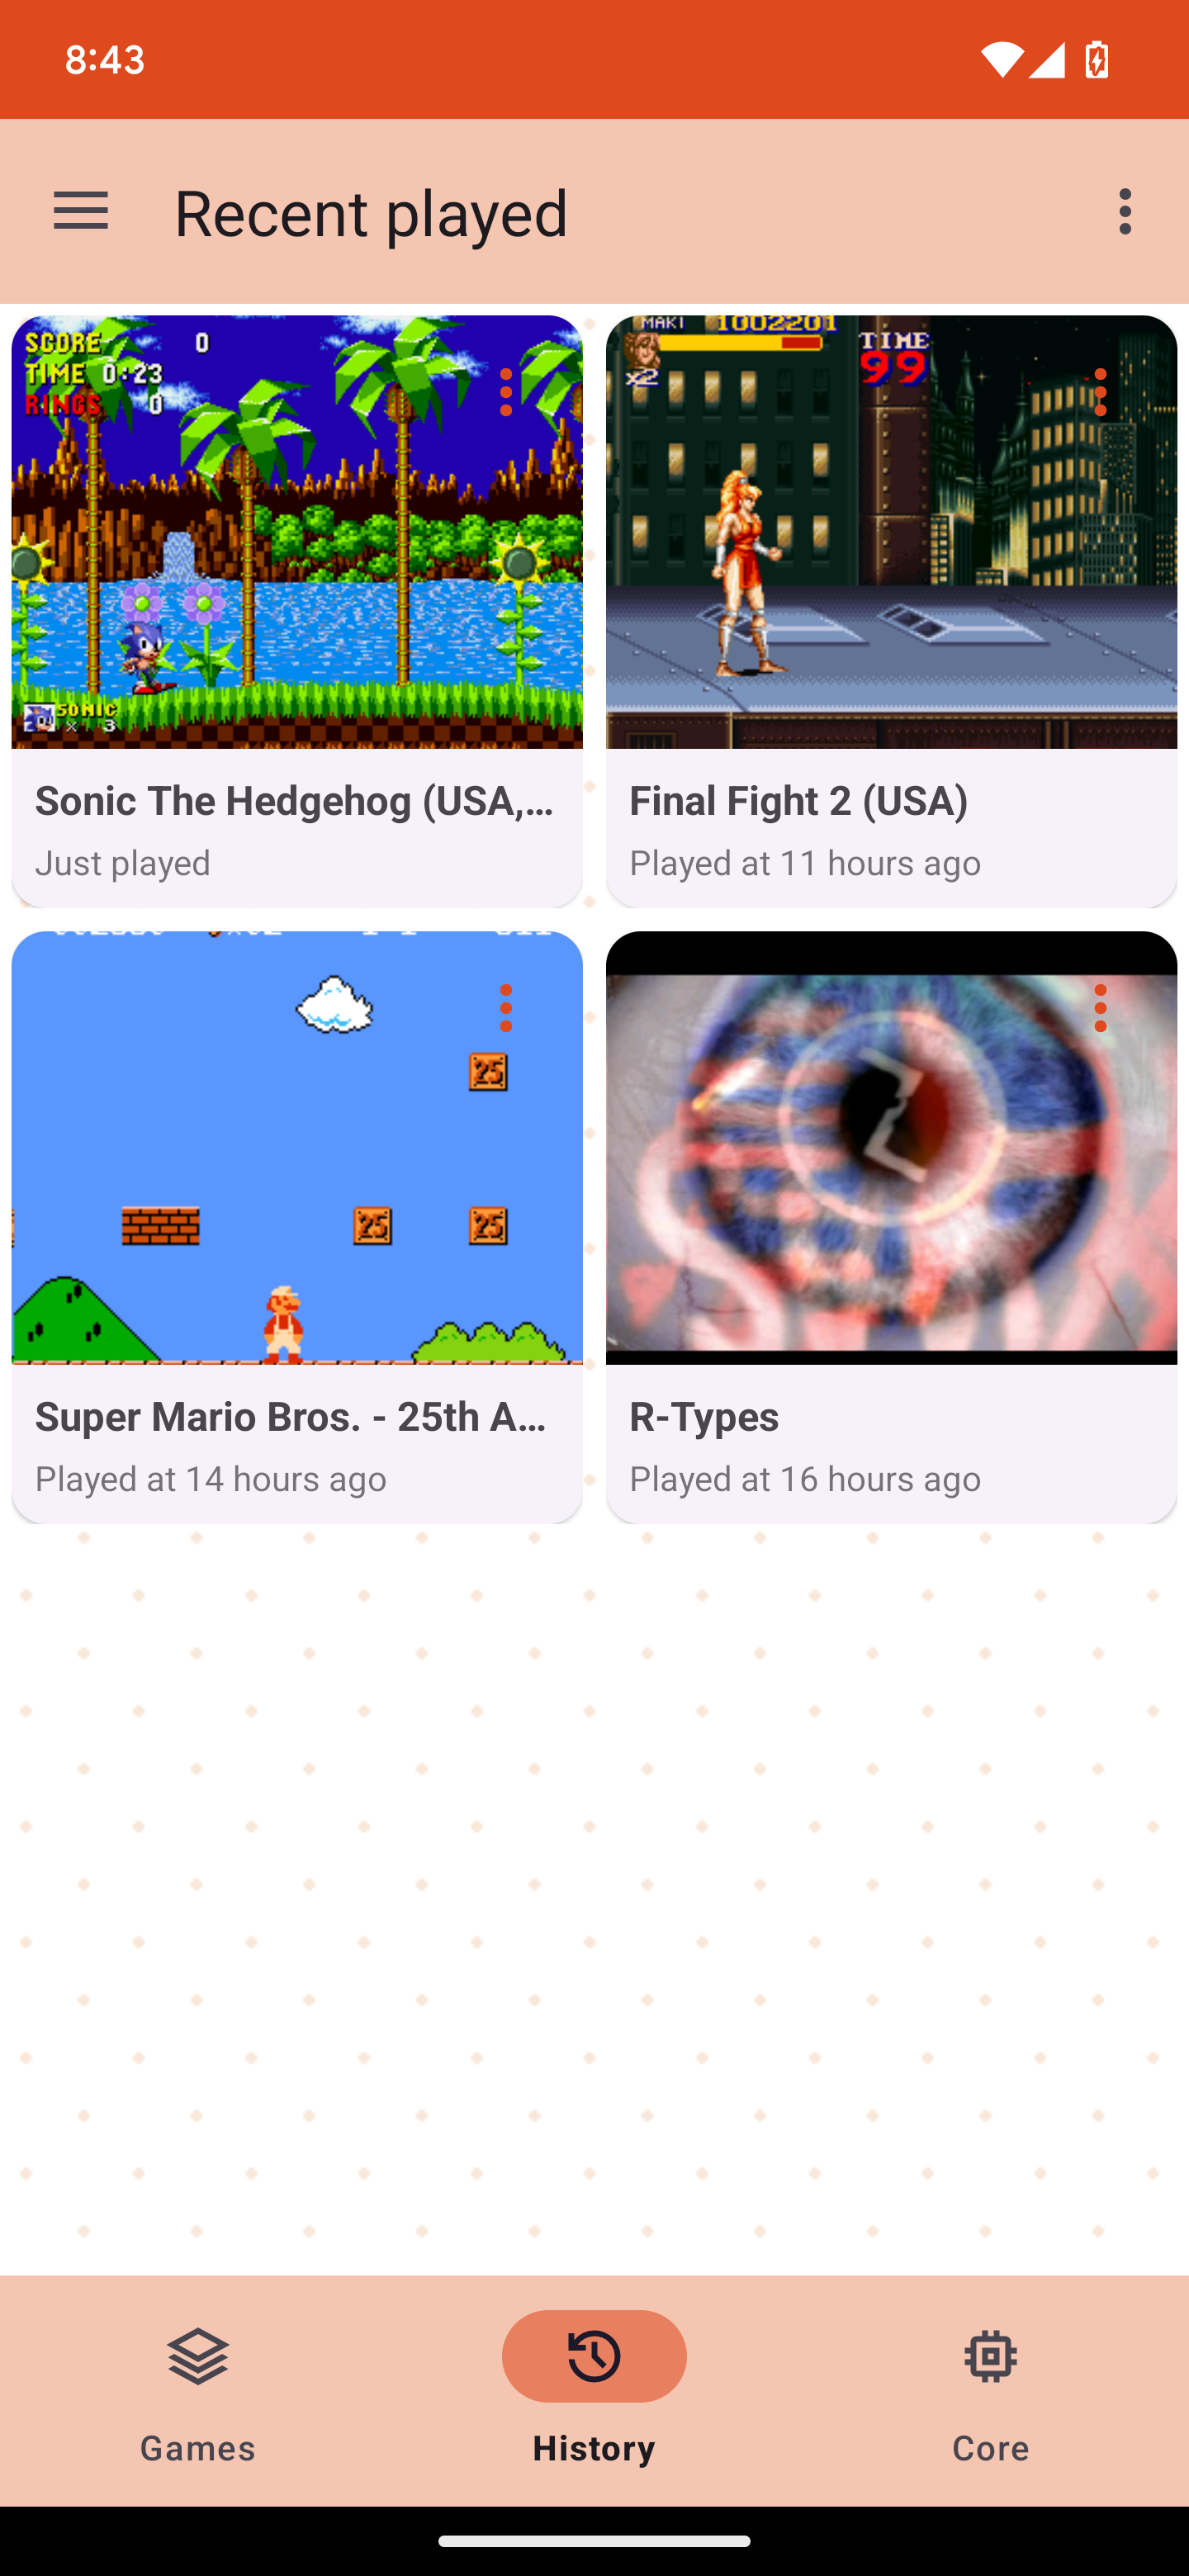 8:43
Recent played
SCORE 0
TIME 0:23
RINGS 0
SONIC
× 3
Sonic The Hedgehog (USA,...
Just played
MAKI 1002201
TIME
x2
99
Final Fight 2 (USA)
Played at 11 hours ago
25
25 25
Super Mario Bros. - 25th A...
Played at 14 hours ago
R-Types
Played at 16 hours ago
Games
History
Core